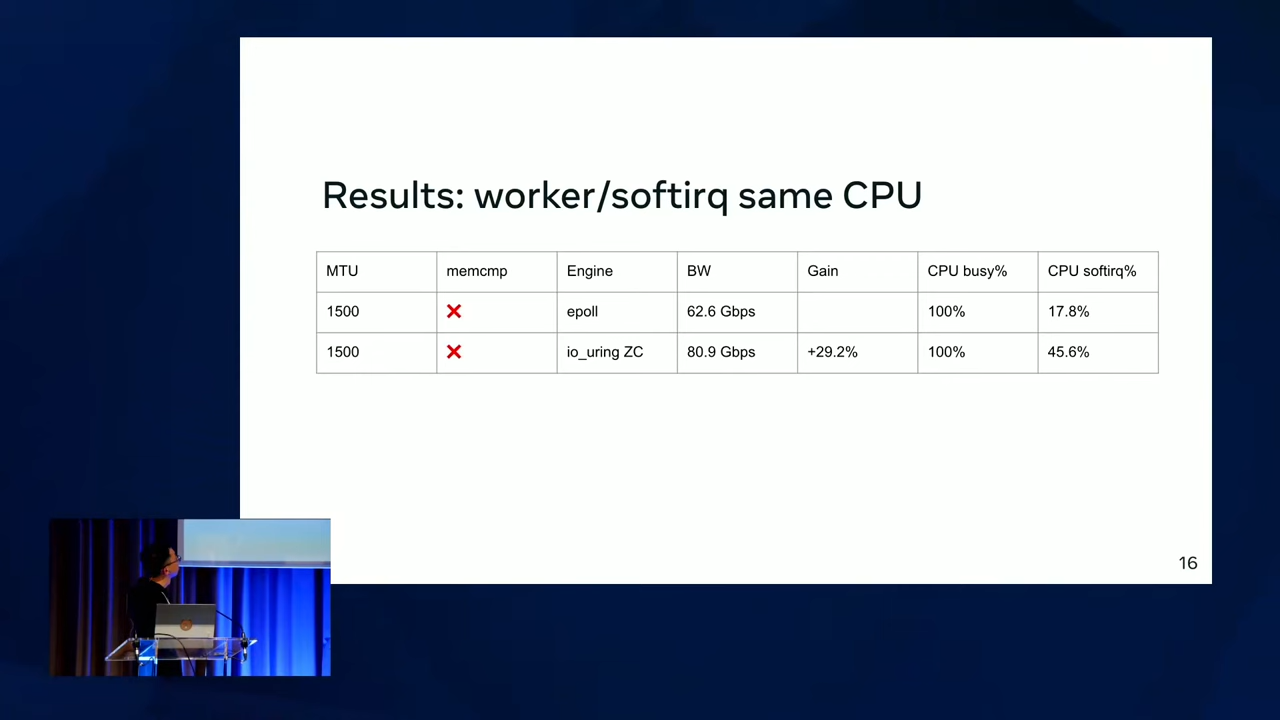 Results: worker/softirq same CPU
MTU memcmp Engine BW Gain CPU busy% CPU softirq%
1500 ❌ epoll 62.6 Gbps 100% 17.8%
1500 ❌ io_uring ZC 80.9 Gbps +29.2% 100% 45.6%
16